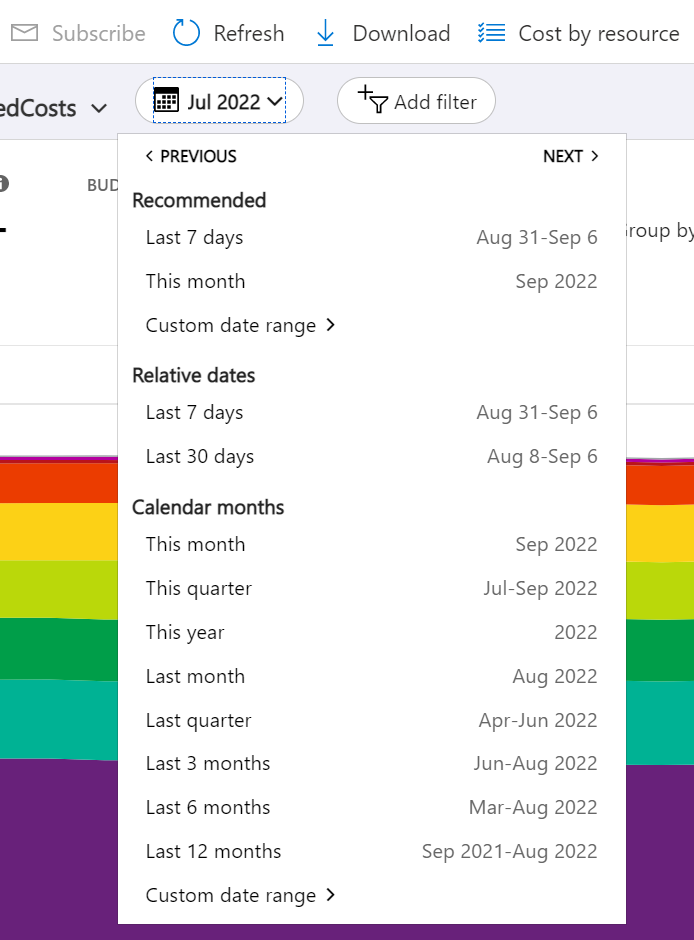 Subscribe Refresh Download Cost by resource
edCosts Jul 2022 Add filter
PREVIOUS NEXT
BUD
Recommended
Group by
Last 7 days Aug 31-Sep 6
This month Sep 2022
Custom date range
Relative dates
Last 7 days Aug 31-Sep 6
Last 30 days Aug 8-Sep 6
Calendar months
This month Sep 2022
This quarter Jul-Sep 2022
This year 2022
Last month Aug 2022
Last quarter Apr-Jun 2022
Last 3 months Jun-Aug 2022
Last 6 months Mar-Aug 2022
Last 12 months Sep 2021-Aug 2022
Custom date range